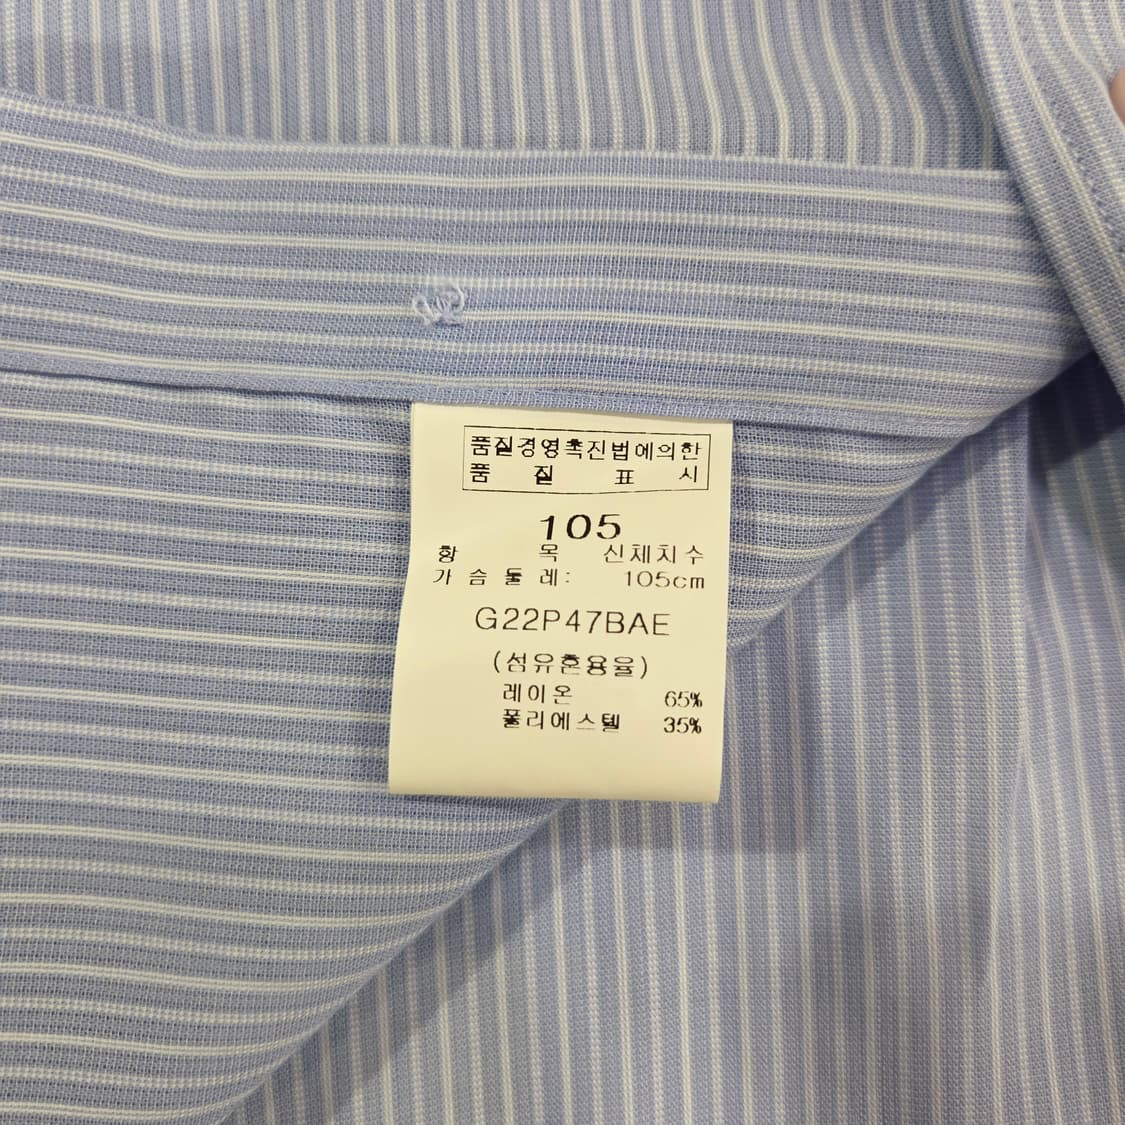 품질경영촉진법에의한
품 질 표 시
105
항 목 신체치수
가 슴 둘 레: 105cm
G22P47BAE
(섬유혼용율)
레이온 65%
폴리에스텔 35%